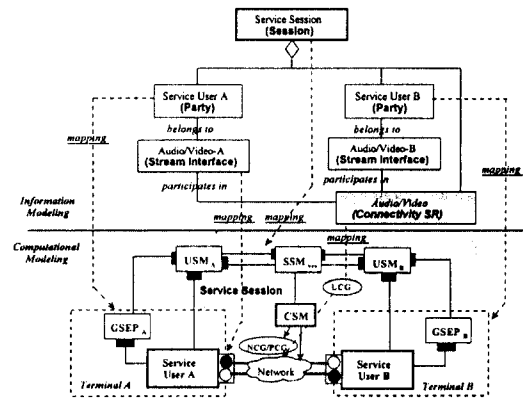 Service Session
(Session)
Service User A
(Party)
Service User B
(Party)
belongs to
belongs to
mapping
Audio/Video-A
(Stream Interface)
Audio/Video-B
(Stream Interface)
mapping
participates in
participates in
Audio/Video
(Connectivity SR)
Information
Modeling
mapping
mapping
mapping
Computational
Modeling
USM A
SSM
USM B
Service Session
LCG
CSM
GSEP A
GSEP B
NCG/PCG
Service
User A
Network
Service
User B
Terminal A
Terminal B